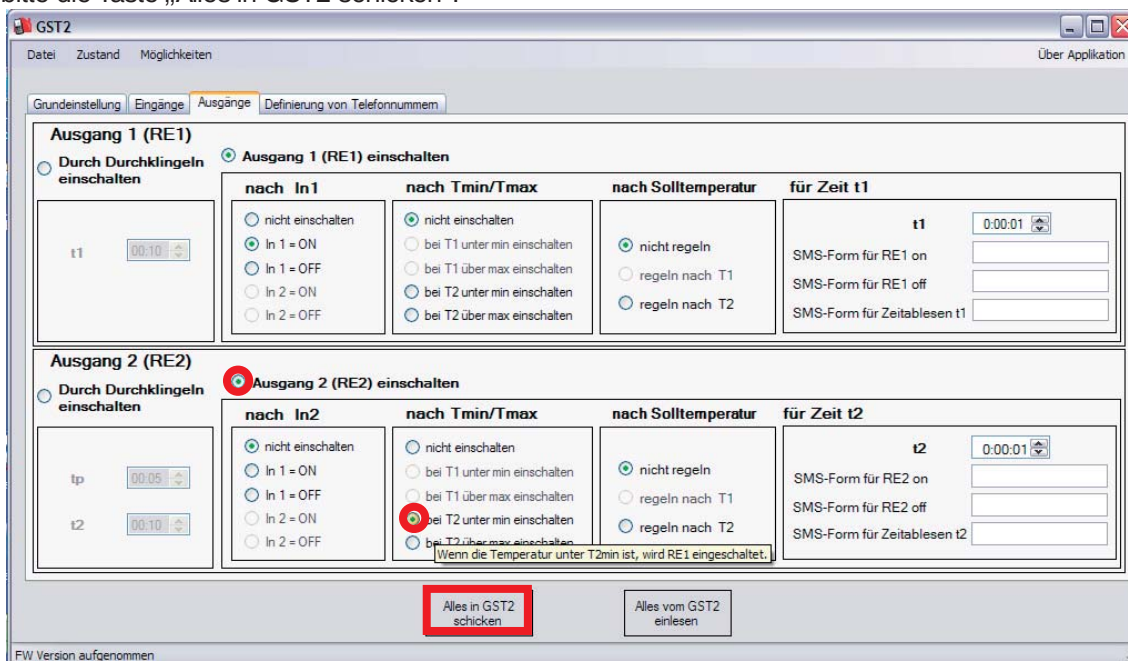 bitte die Taste „Alles in GST2 schicken".
GST2
Datei Zustand Möglichkeiten Über Applikation
Grundeinstellung Eingänge Ausgänge Definierung von Telefonnummern
Ausgang 1 (RE1)
Durch Durchklingeln
einschalten
Ausgang 1 (RE1) einschalten
nach In1
nicht einschalten
In 1 = ON
In 1 = OFF
In 2 = ON
In 2 = OFF
nach Tmin/Tmax
nicht einschalten
bei T1 unter min einschalten
bei T1 über max einschalten
bei T2 unter min einschalten
bei T2 über max einschalten
nach Solltemperatur
nicht regeln
regeln nach T1
regeln nach T2
für Zeit t1
t1 0:00:01
SMS-Form für RE1 on
SMS-Form für RE1 off
SMS-Form für Zeitablesen t1
t1 00:10
Ausgang 2 (RE2)
Durch Durchklingeln
einschalten
Ausgang 2 (RE2) einschalten
nach In2
nicht einschalten
In 1 = ON
In 1 = OFF
In 2 = ON
In 2 = OFF
nach Tmin/Tmax
nicht einschalten
bei T1 unter min einschalten
bei T1 über max einschalten
bei T2 unter min einschalten
bei T2 über max einschalten
Wenn die Temperatur unter T2min ist, wird RE1 eingeschaltet.
nach Solltemperatur
nicht regeln
regeln nach T1
regeln nach T2
für Zeit t2
t2 0:00:01
SMS-Form für RE2 on
SMS-Form für RE2 off
SMS-Form für Zeitablesen t2
tp 00:05
t2 00:10
Alles in GST2
schicken
Alles vom GST2
einlesen
FW Version aufgenommen